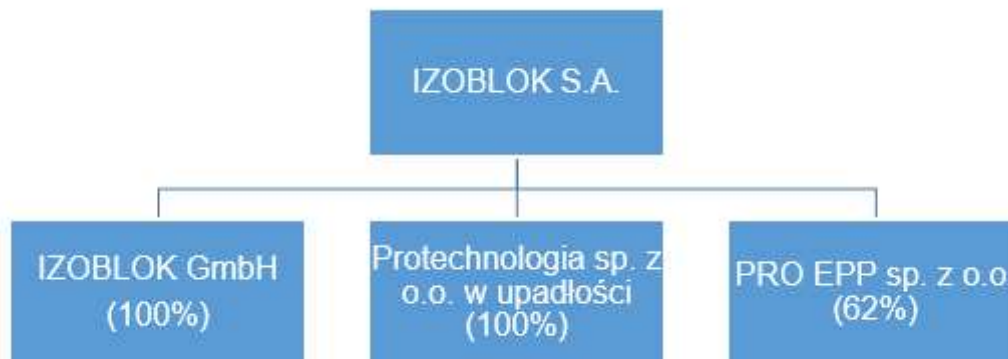 IZOBLOK S.A.
IZOBLOK GmbH
(100%)
Protechnologia sp. z
o.o. w upadłości
(100%)
PRO EPP sp. z o.o
(62%)